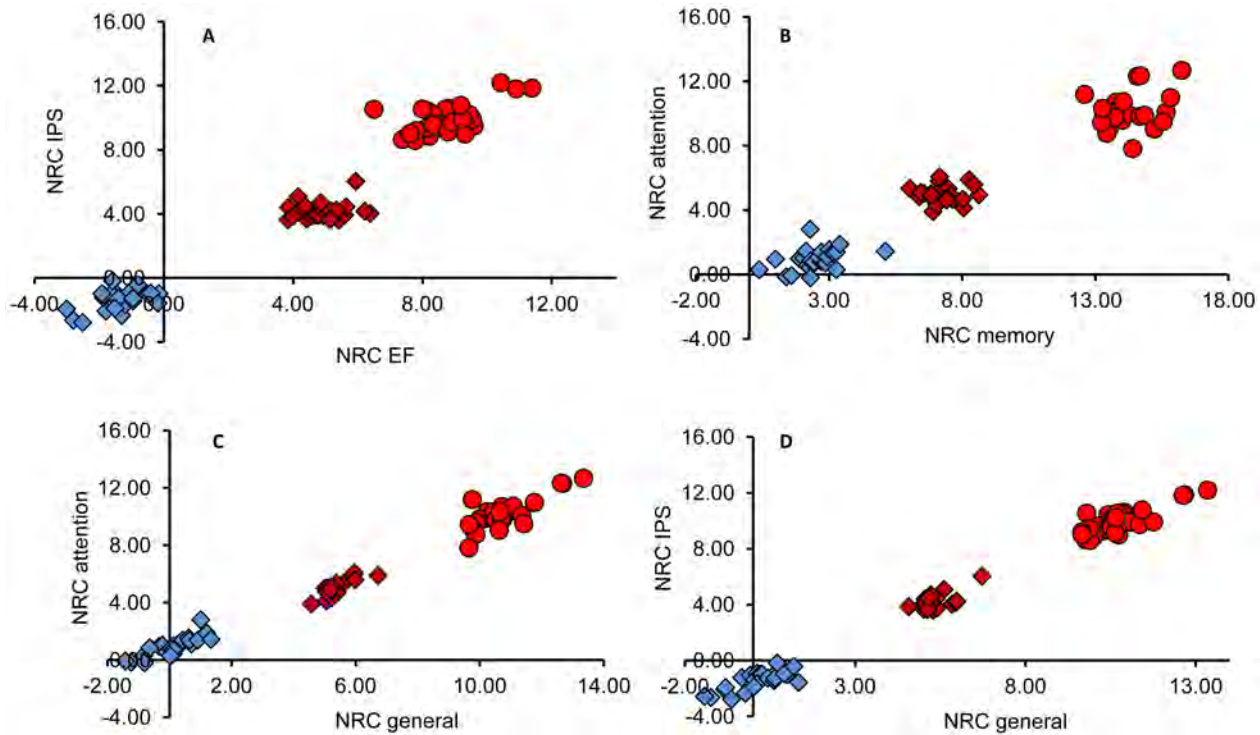 16.00
A
12.00
NRC IPS
8.00
4.00
0.00
-4.00 0.00 4.00 8.00 12.00
-4.00
NRC EF
16.00
B
12.00
NRC attention
8.00
4.00
0.00
-2.00 3.00 8.00 13.00 18.00
-4.00
NRC memory
16.00
C
12.00
NRC attention
8.00
4.00
0.00
-2.00 2.00 6.00 10.00 14.00
-4.00
NRC general
16.00
D
12.00
NRC IPS
8.00
4.00
0.00
-2.00 3.00 8.00 13.00
-4.00
NRC general